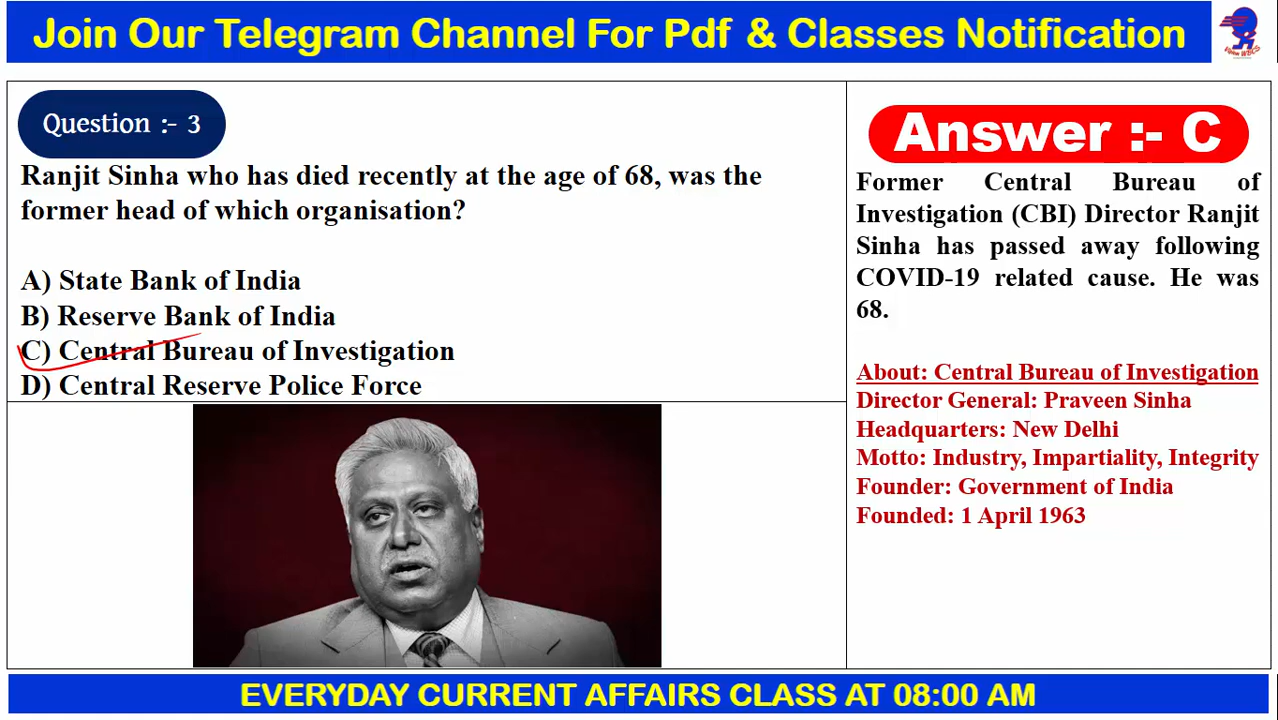 Join Our Telegram Channel For Pdf & Classes Notification
Question :- 3
Ranjit Sinha who has died recently at the age of 68, was the
former head of which organisation?
A) State Bank of India
B) Reserve Bank of India
C) Central Bureau of Investigation
D) Central Reserve Police Force
Answer :- C
Former Central Bureau of
Investigation (CBI) Director Ranjit
Sinha has passed away following
COVID-19 related cause. He was
68.
About: Central Bureau of Investigation
Director General: Praveen Sinha
Headquarters: New Delhi
Motto: Industry, Impartiality, Integrity
Founder: Government of India
Founded: 1 April 1963
EVERYDAY CURRENT AFFAIRS CLASS AT 08:00 AM